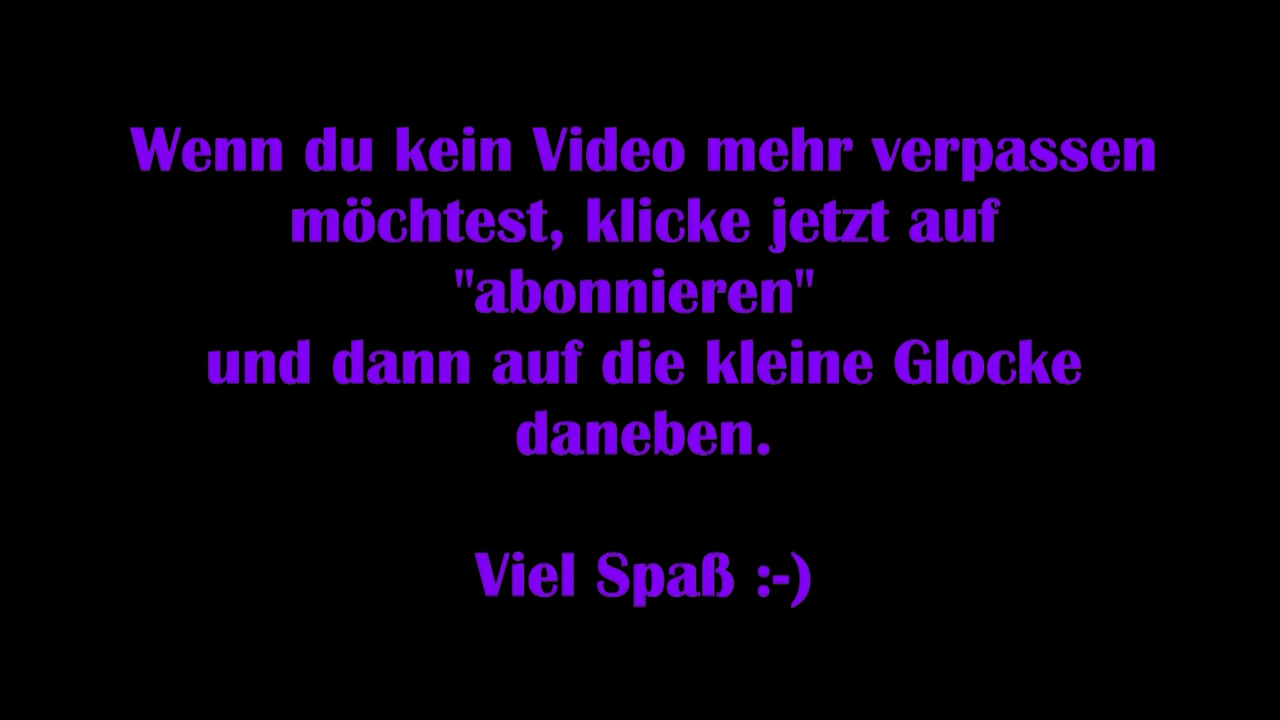 Wenn du kein Video mehr verpassen
möchtest, klicke jetzt auf
"abonnieren"
und dann auf die kleine Glocke
daneben.
Viel Spaß :-)